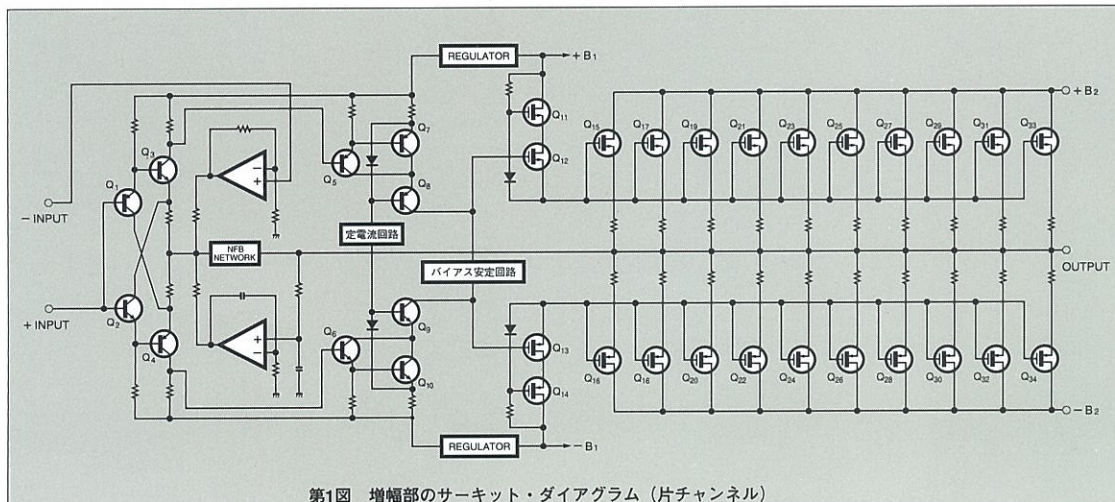 REGULATOR
+B₁
+B₂
Q₁₁
Q₁₂
Q₁₅
Q₁₇
Q₁₉
Q₂₁
Q₂₃
Q₂₅
Q₂₇
Q₂₉
Q₃₁
Q₃₃
Q₇
Q₃
Q₅
Q₈
Q₁
−
+
− INPUT
定電流回路
NFB
NETWORK
バイアス安定回路
OUTPUT
+ INPUT
Q₂
Q₄
+
−
Q₉
Q₆
Q₁₀
Q₁₃
Q₁₄
Q₁₆
Q₁₈
Q₂₀
Q₂₂
Q₂₄
Q₂₆
Q₂₈
Q₃₀
Q₃₂
Q₃₄
−B₂
REGULATOR
−B₁
第1図 増幅部のサーキット・ダイアグラム(片チャンネル)